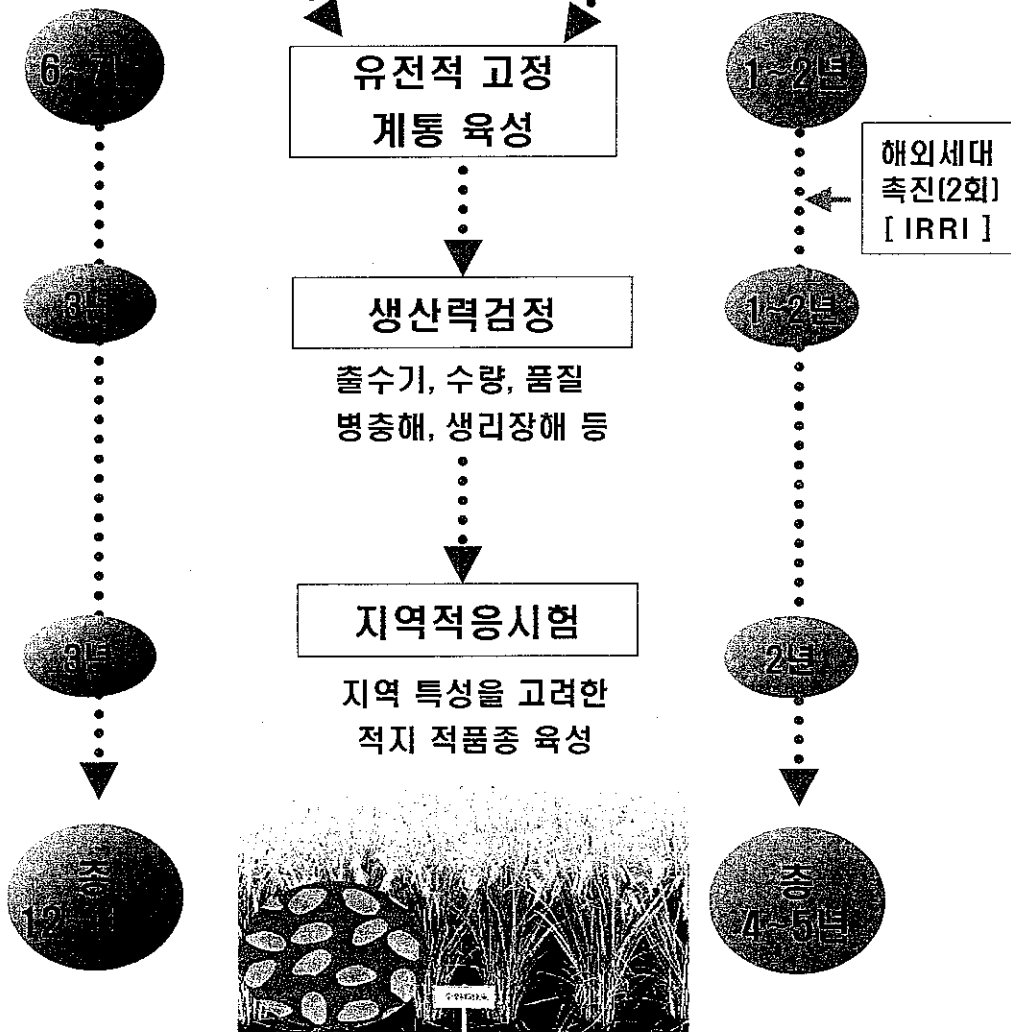 유전적 고정
계통 육성
1~2년
해외세대
촉진(2회)
[ IRRI ]
3년
생산력검정
1~2년
출수기, 수량, 품질
병충해, 생리장해 등
3년
지역적응시험
2년
지역 특성을 고려한
적지 적품종 육성
총
총
4~5년